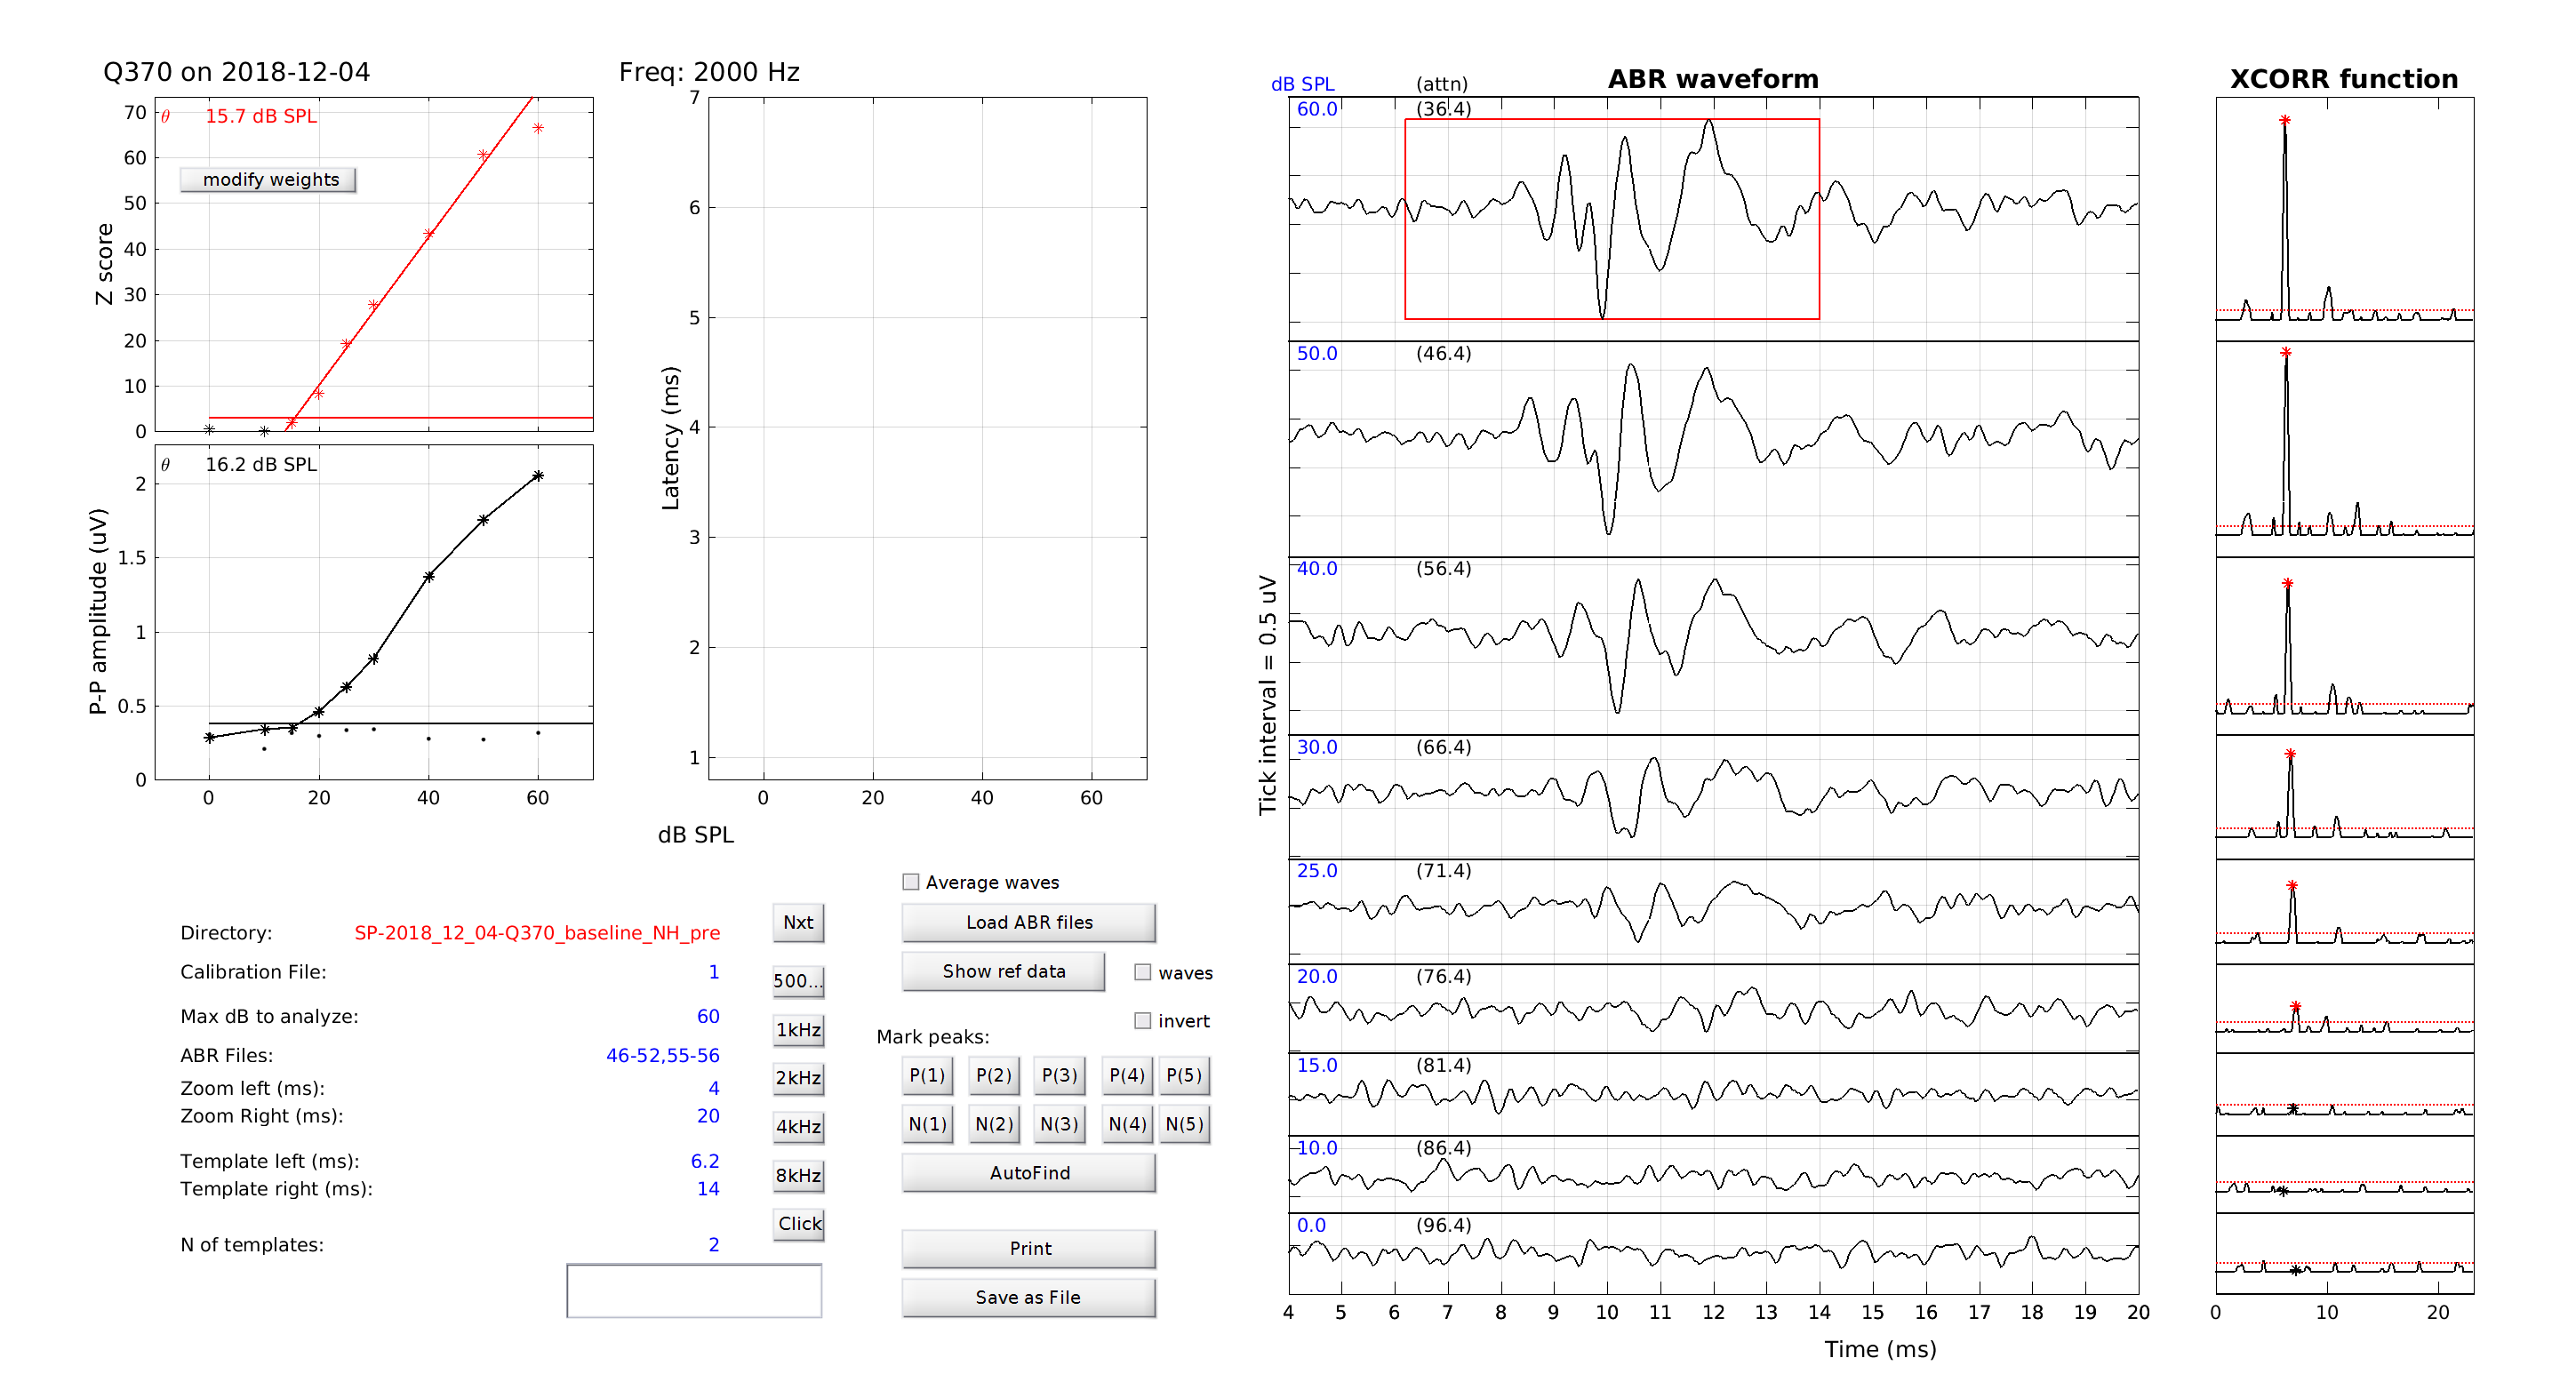 Q370 on 2018-12-04
Freq: 2000 Hz
Z score
70
60
50
40
30
20
10
0
θ 15.7 dB SPL
modify weights
P-P amplitude (uV)
2
1.5
1
0.5
0
θ 16.2 dB SPL
0 20 40 60
Latency (ms)
7
6
5
4
3
2
1
0 20 40 60
dB SPL
Directory: SP-2018_12_04-Q370_baseline_NH_pre
Calibration File: 1
Max dB to analyze: 60
ABR Files: 46-52,55-56
Zoom left (ms): 4
Zoom Right (ms): 20
Template left (ms): 6.2
Template right (ms): 14
N of templates: 2
Nxt
500...
1kHz
2kHz
4kHz
8kHz
Click
Average waves
Load ABR files
Show ref data
waves
invert
Mark peaks:
P(1) P(2) P(3) P(4) P(5)
N(1) N(2) N(3) N(4) N(5)
AutoFind
Print
Save as File
dB SPL (attn) ABR waveform
60.0 (36.4)
50.0 (46.4)
40.0 (56.4)
30.0 (66.4)
25.0 (71.4)
20.0 (76.4)
15.0 (81.4)
10.0 (86.4)
0.0 (96.4)
Tick interval = 0.5 uV
4 5 6 7 8 9 10 11 12 13 14 15 16 17 18 19 20
Time (ms)
XCORR function
0 10 20